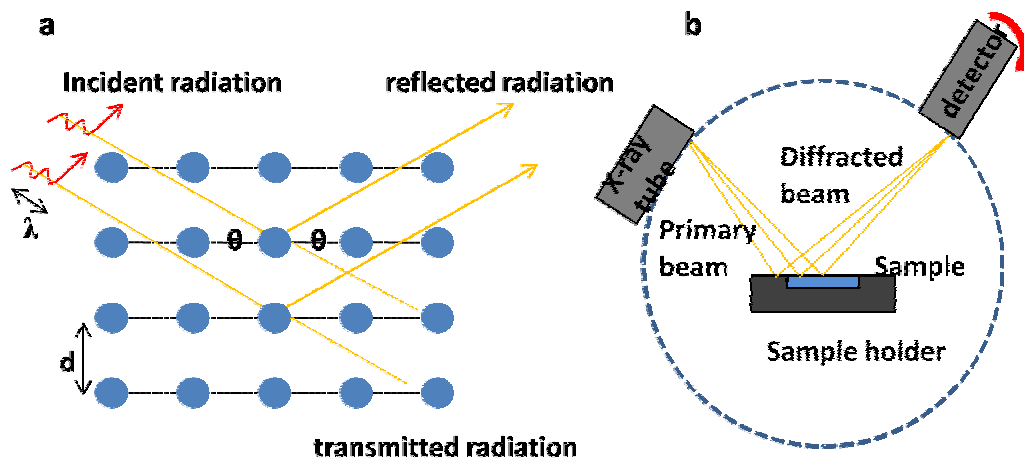 a
Incident radiation
reflected radiation
λ
θ
θ
d
transmitted radiation
b
X-ray
tube
detector
Diffracted
beam
Primary
beam
Sample
Sample holder